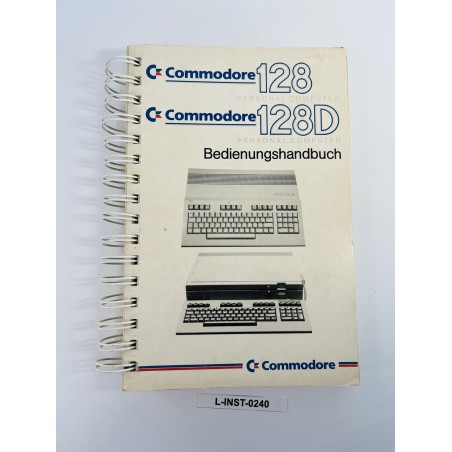 Commodore 128
PERSONAL COMPUTER
Commodore 128D
PERSONAL COMPUTER
Bedienungshandbuch
Commodore
L-INST-0240